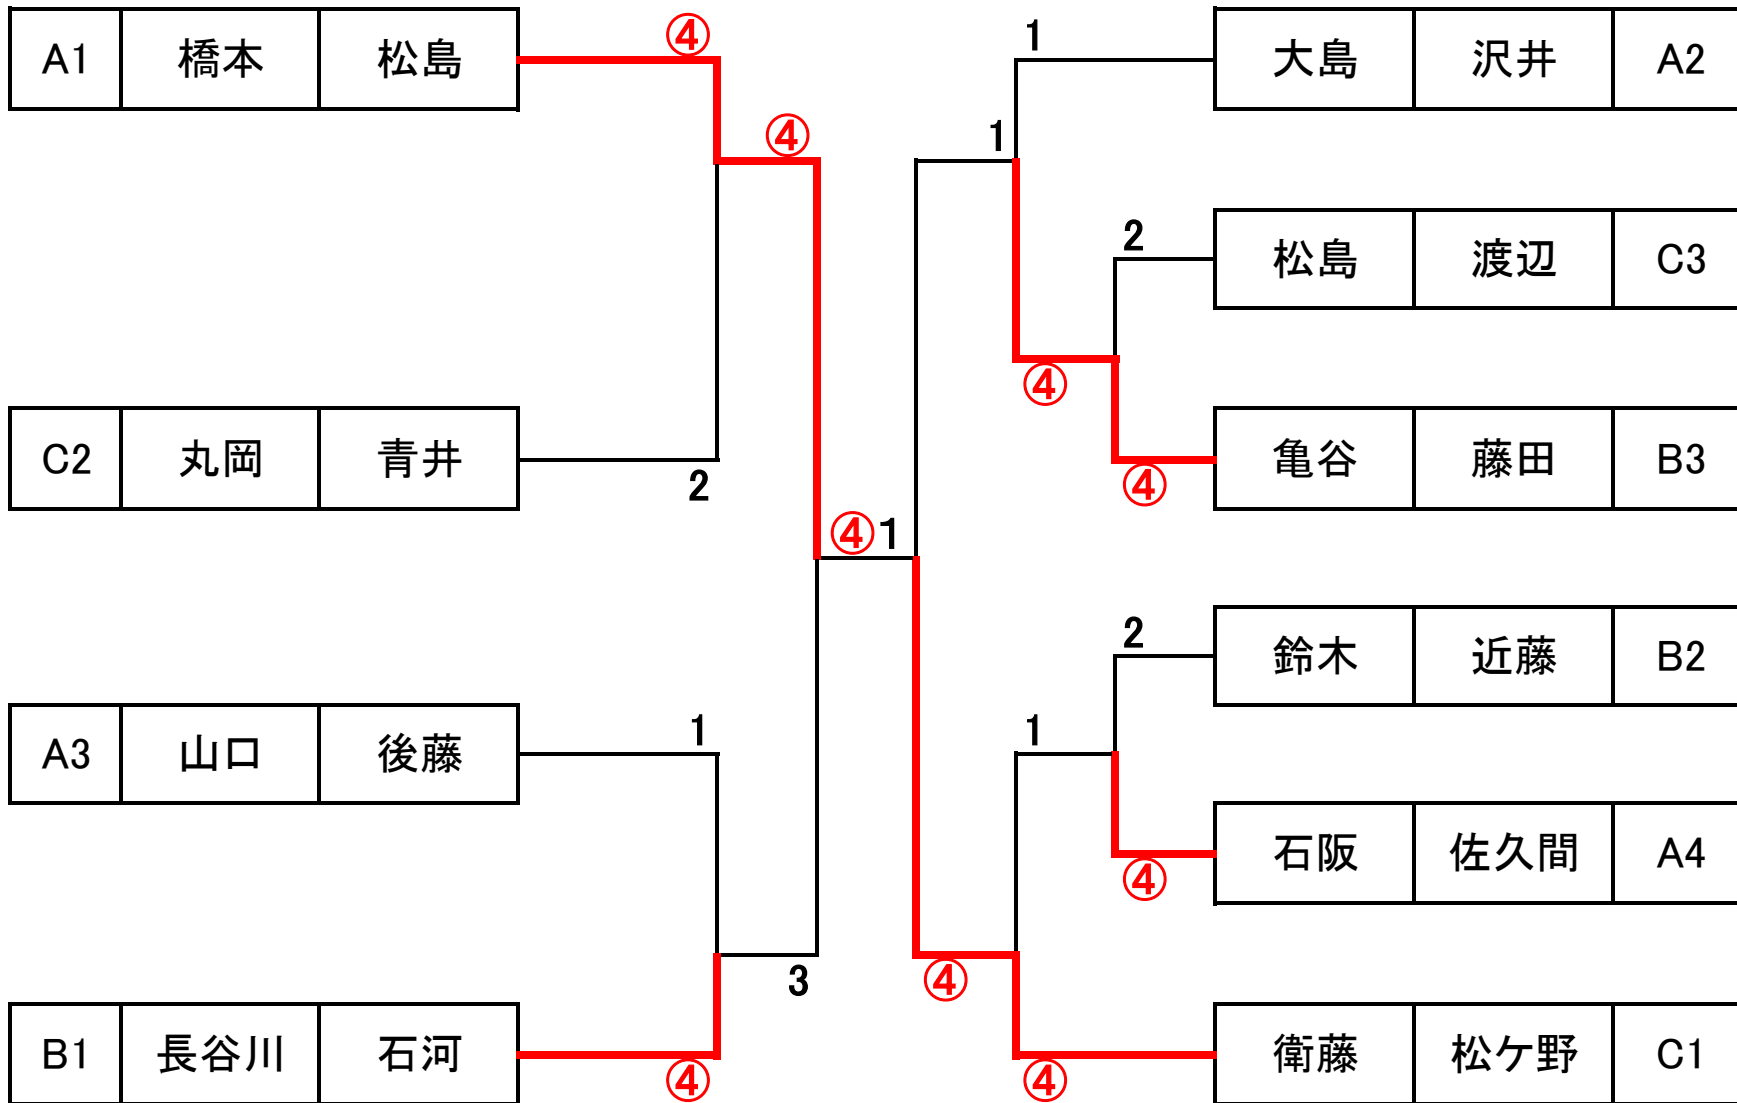 A1 橋本 松島 ④ 1 大島 沢井 A2
④ 1
2 松島 渡辺 C3
④
C2 丸岡 青井 2 ④ 亀谷 藤田 B3
④ 1
2 鈴木 近藤 B2
A3 山口 後藤 1 1
④ 石阪 佐久間 A4
3 ④
B1 長谷川 石河 ④ ④ 衛藤 松ケ野 C1